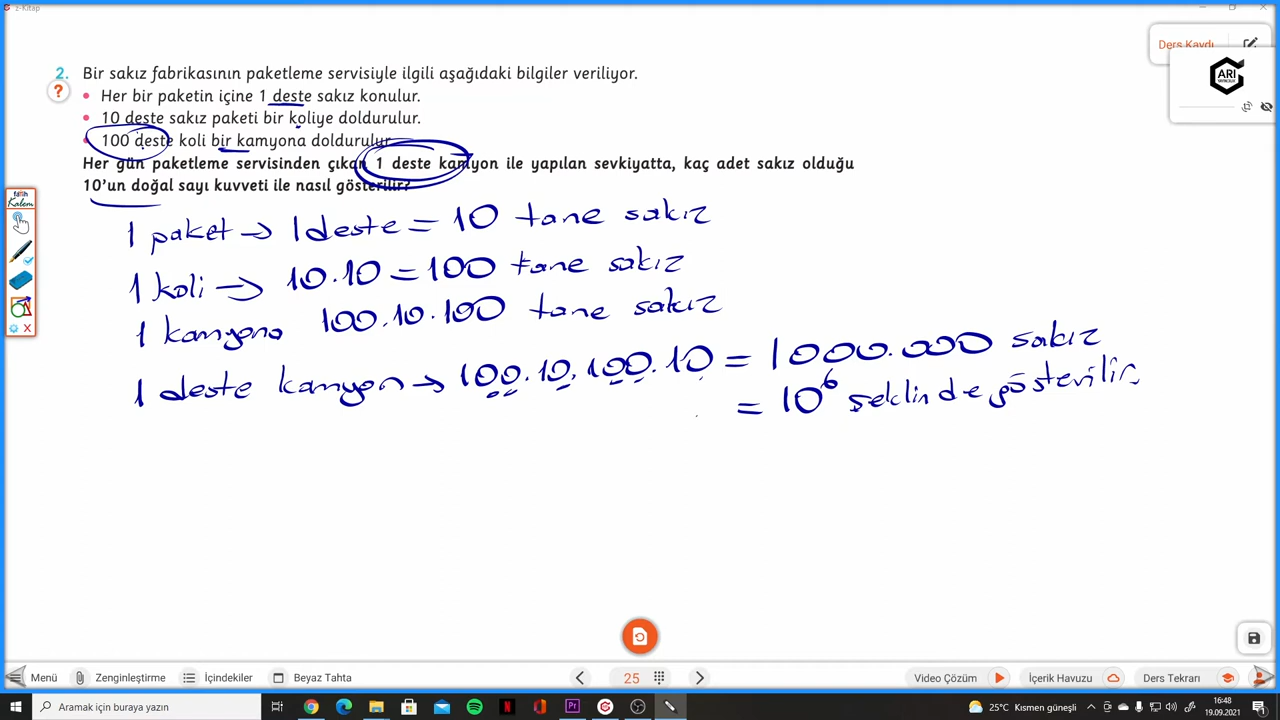 z-Kitap
Ders Kaydı
ARI
YAYINCILIK
2. Bir sakız fabrikasının paketleme servisiyle ilgili aşağıdaki bilgiler veriliyor.
? • Her bir paketin içine 1 deste sakız konulur.
• 10 deste sakız paketi bir koliye doldurulur.
• 100 deste koli bir kamyona doldurulur.
Her gün paketleme servisinden çıkan 1 deste kamyon ile yapılan sevkiyatta, kaç adet sakız olduğu
10’un doğal sayı kuvveti ile nasıl gösterilir?
fatih
Kalem
1 paket → 1 deste = 10 tane sakız
1 koli → 10.10 = 100 tane sakız
1 kamyona 100.10.100 tane sakız
1 deste kamyon → 100.10.100.10 = 1000.000 sakız
= 10⁶ şeklinde gösterilir.
Menü Zenginleştirme İçindekiler Beyaz Tahta 25 Video Çözüm İçerik Havuzu Ders Tekrarı
Aramak için buraya yazın 25°C Kısmen güneşli 16:48
19.09.2021